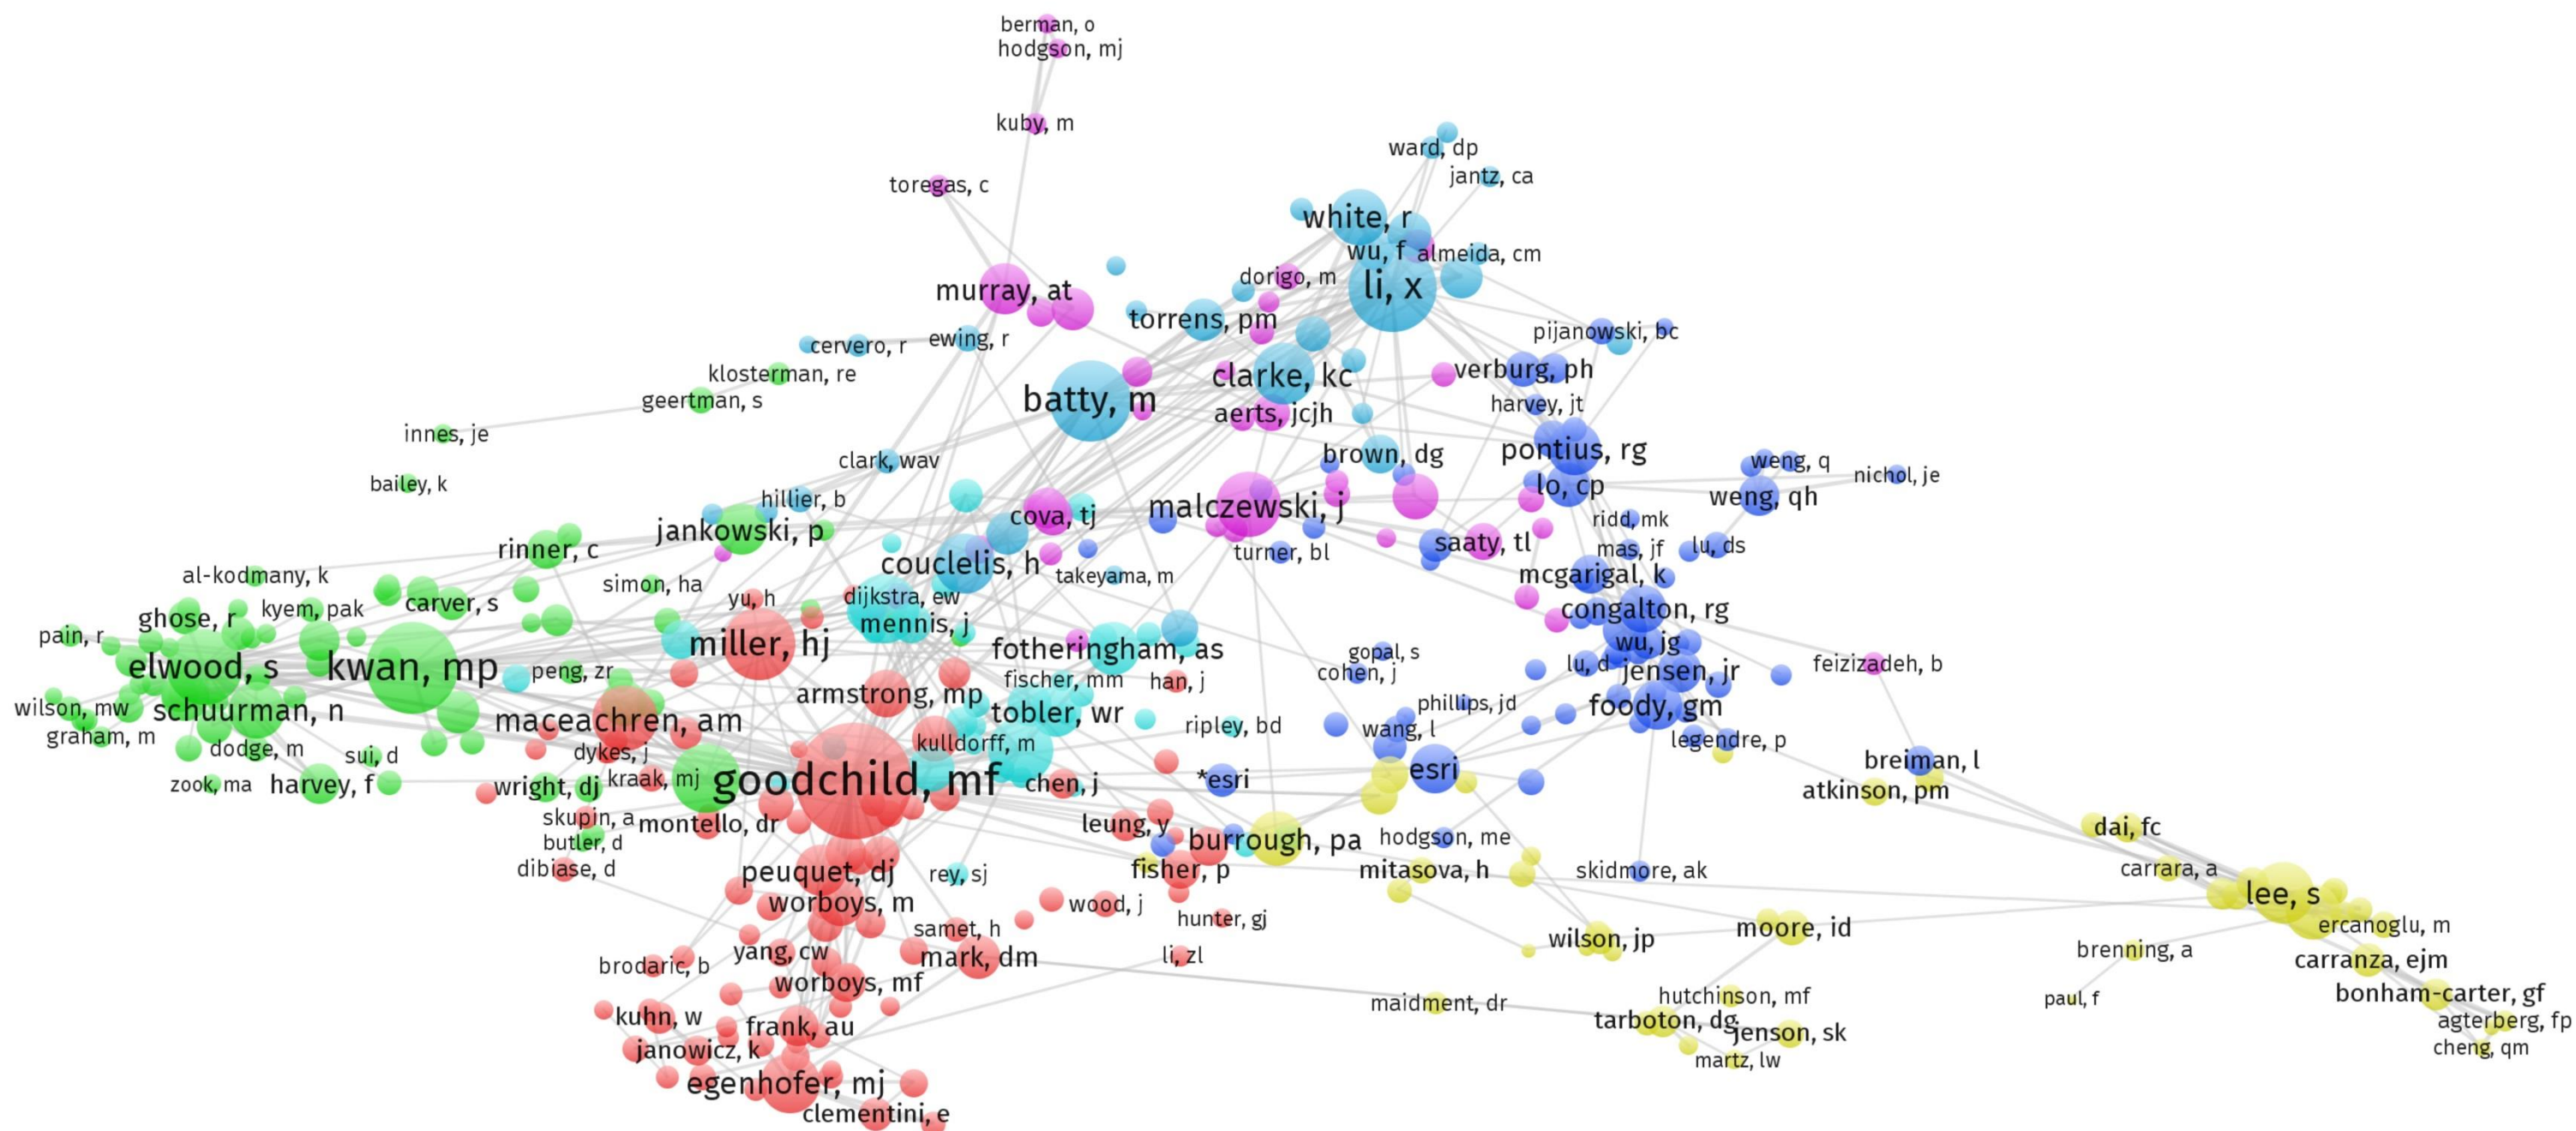 berman, o
hodgson, mj
kuby, m
ward, dp
jantz, ca
toregas, c
white, r
wu, f
almeida, cm
dorigo, m
li, x
murray, at
torrens, pm
pijanowski, bc
cervero, r
ewing, r
klosterman, re
clarke, kc
verburg, ph
geertman, s
batty, m
aerts, jcjh
harvey, jt
innes, je
clark, wav
brown, dg
pontius, rg
weng, q
nichol, je
bailey, k
hillier, b
malczewski, j
lo, cp
weng, qh
jankowski, p
cova, tj
ridd, mk
rinner, c
turner, bl
saaty, tl
mas, jf
lu, ds
couclelis, h
takeyama, m
mcgarigal, k
al-kodmany, k
simon, ha
yu, h
dijkstra, ew
kyem, pak
carver, s
congalton, rg
ghose, r
mennis, j
pain, r
miller, hj
fotheringham, as
gopal, s
wu, jg
elwood, s
kwan, mp
peng, zr
fischer, mm
han, j
cohen, j
lu, d
jensen, jr
feizizadeh, b
armstrong, mp
wilson, mw
schuurman, n
maceachren, am
tobler, wr
phillips, jd
foody, gm
graham, m
dodge, m
sui, d
dykes, j
kulldorff, m
ripley, bd
wang, l
legendre, p
zook, ma
harvey, f
wright, dj
kraak, mj
goodchild, mf
chen, j
*esri
esri
breiman, l
atkinson, pm
skupin, a
montello, dr
leung, y
burrough, pa
hodgson, me
dai, fc
butler, d
dibiase, d
peuquet, dj
rey, sj
fisher, p
mitasova, h
skidmore, ak
carrara, a
worboys, m
wood, j
hunter, gj
lee, s
samet, h
wilson, jp
moore, id
ercanoglu, m
brodaric, b
yang, cw
mark, dm
li, zl
brenning, a
carranza, ejm
worboys, mf
maidment, dr
hutchinson, mf
paul, f
bonham-carter, gf
kuhn, w
frank, au
tarboton, dg
jenson, sk
agterberg, fp
janowicz, k
martz, lw
cheng, qm
egenhofer, mj
clementini, e